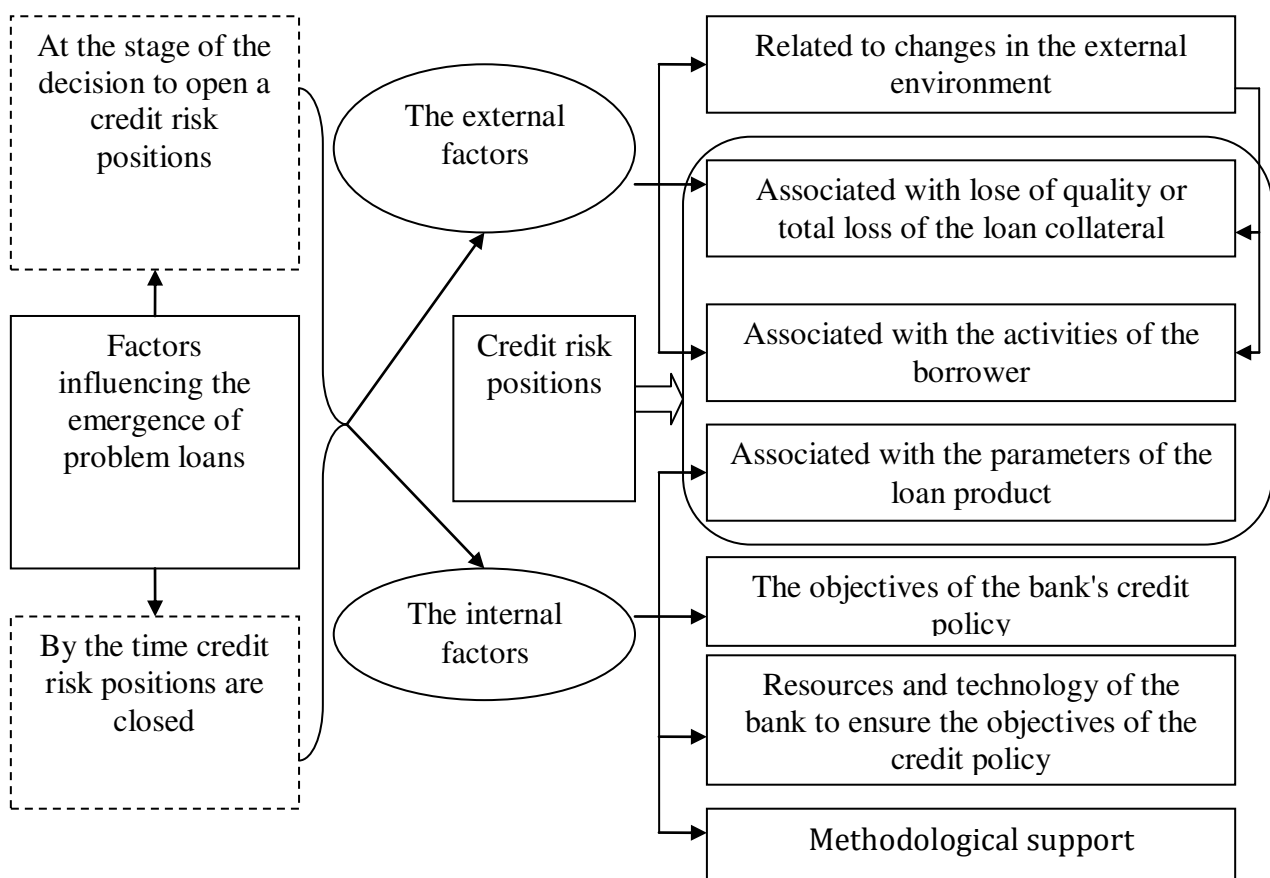 At the stage of the
decision to open a
credit risk
positions
Factors
influencing the
emergence of
problem loans
By the time credit
risk positions are
closed
The external
factors
Credit risk
positions
The internal
factors
Related to changes in the external
environment
Associated with lose of quality or
total loss of the loan collateral
Associated with the activities of the
borrower
Associated with the parameters of the
loan product
The objectives of the bank's credit
policy
Resources and technology of the
bank to ensure the objectives of the
credit policy
Methodological support